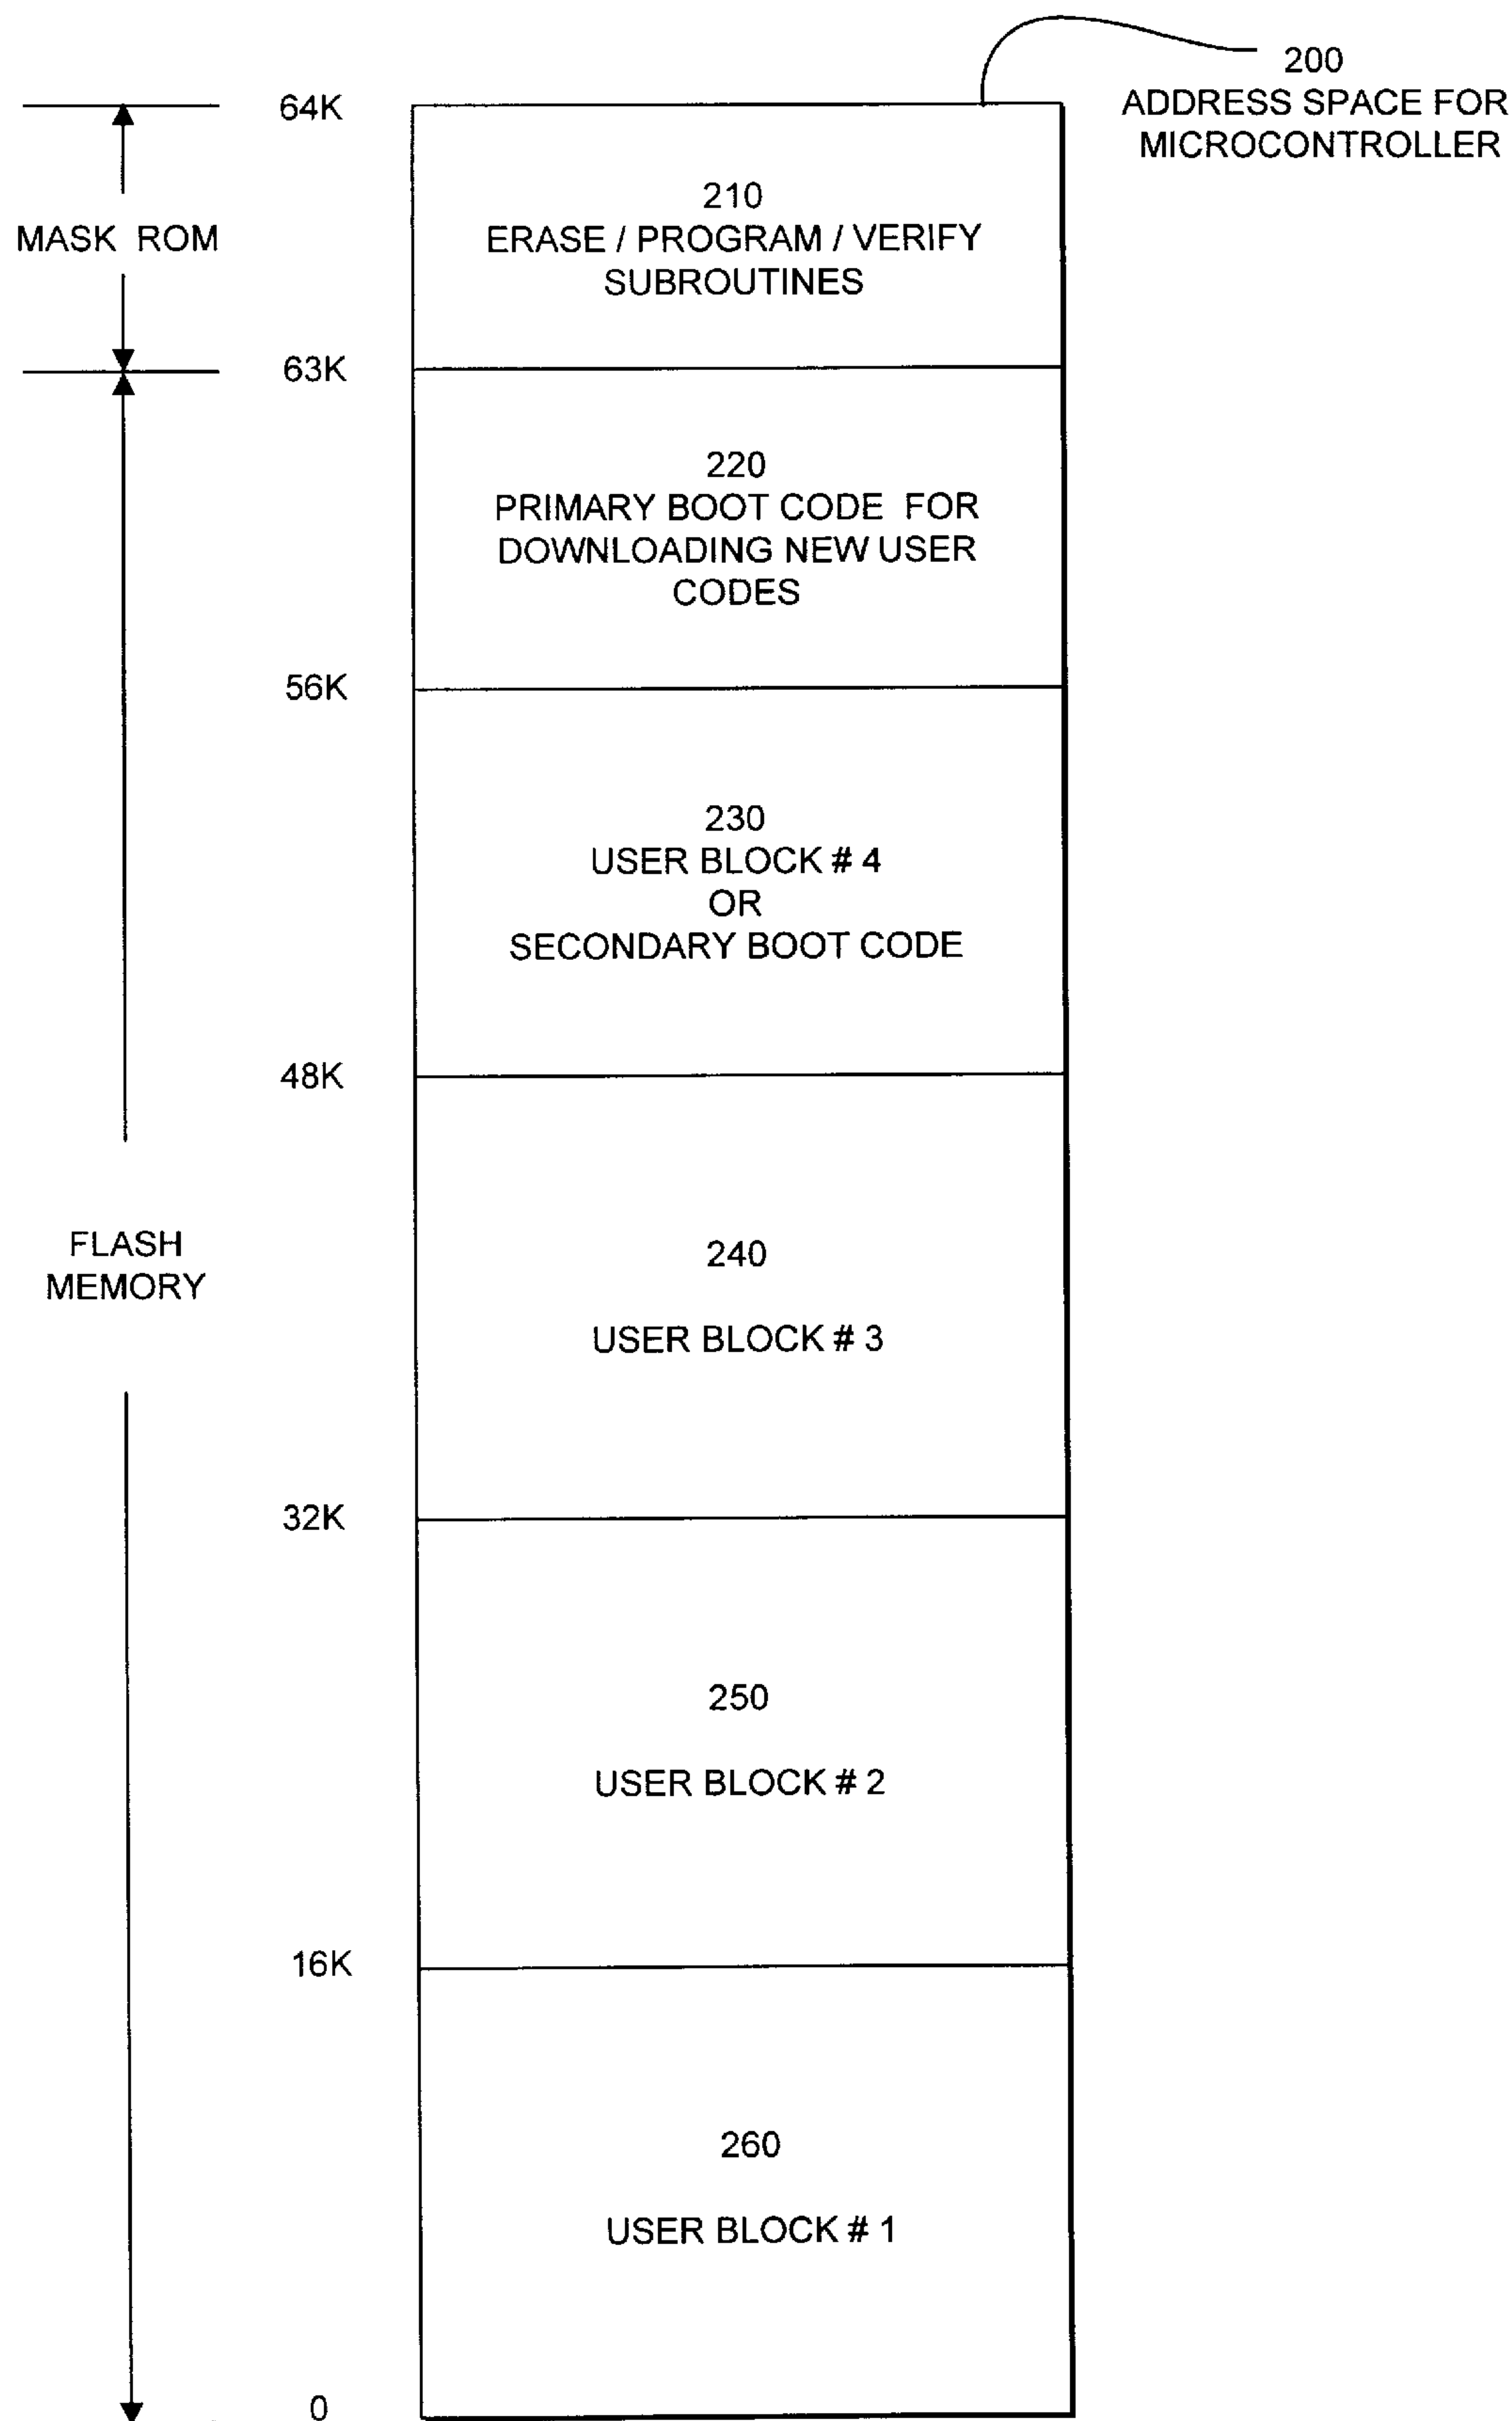 200
ADDRESS SPACE FOR
MICROCONTROLLER
64K
210
ERASE / PROGRAM / VERIFY
SUBROUTINES
MASK ROM
63K
220
PRIMARY BOOT CODE FOR
DOWNLOADING NEW USER
CODES
56K
230
USER BLOCK # 4
OR
SECONDARY BOOT CODE
48K
FLASH
MEMORY
240
USER BLOCK # 3
32K
250
USER BLOCK # 2
16K
260
USER BLOCK # 1
0